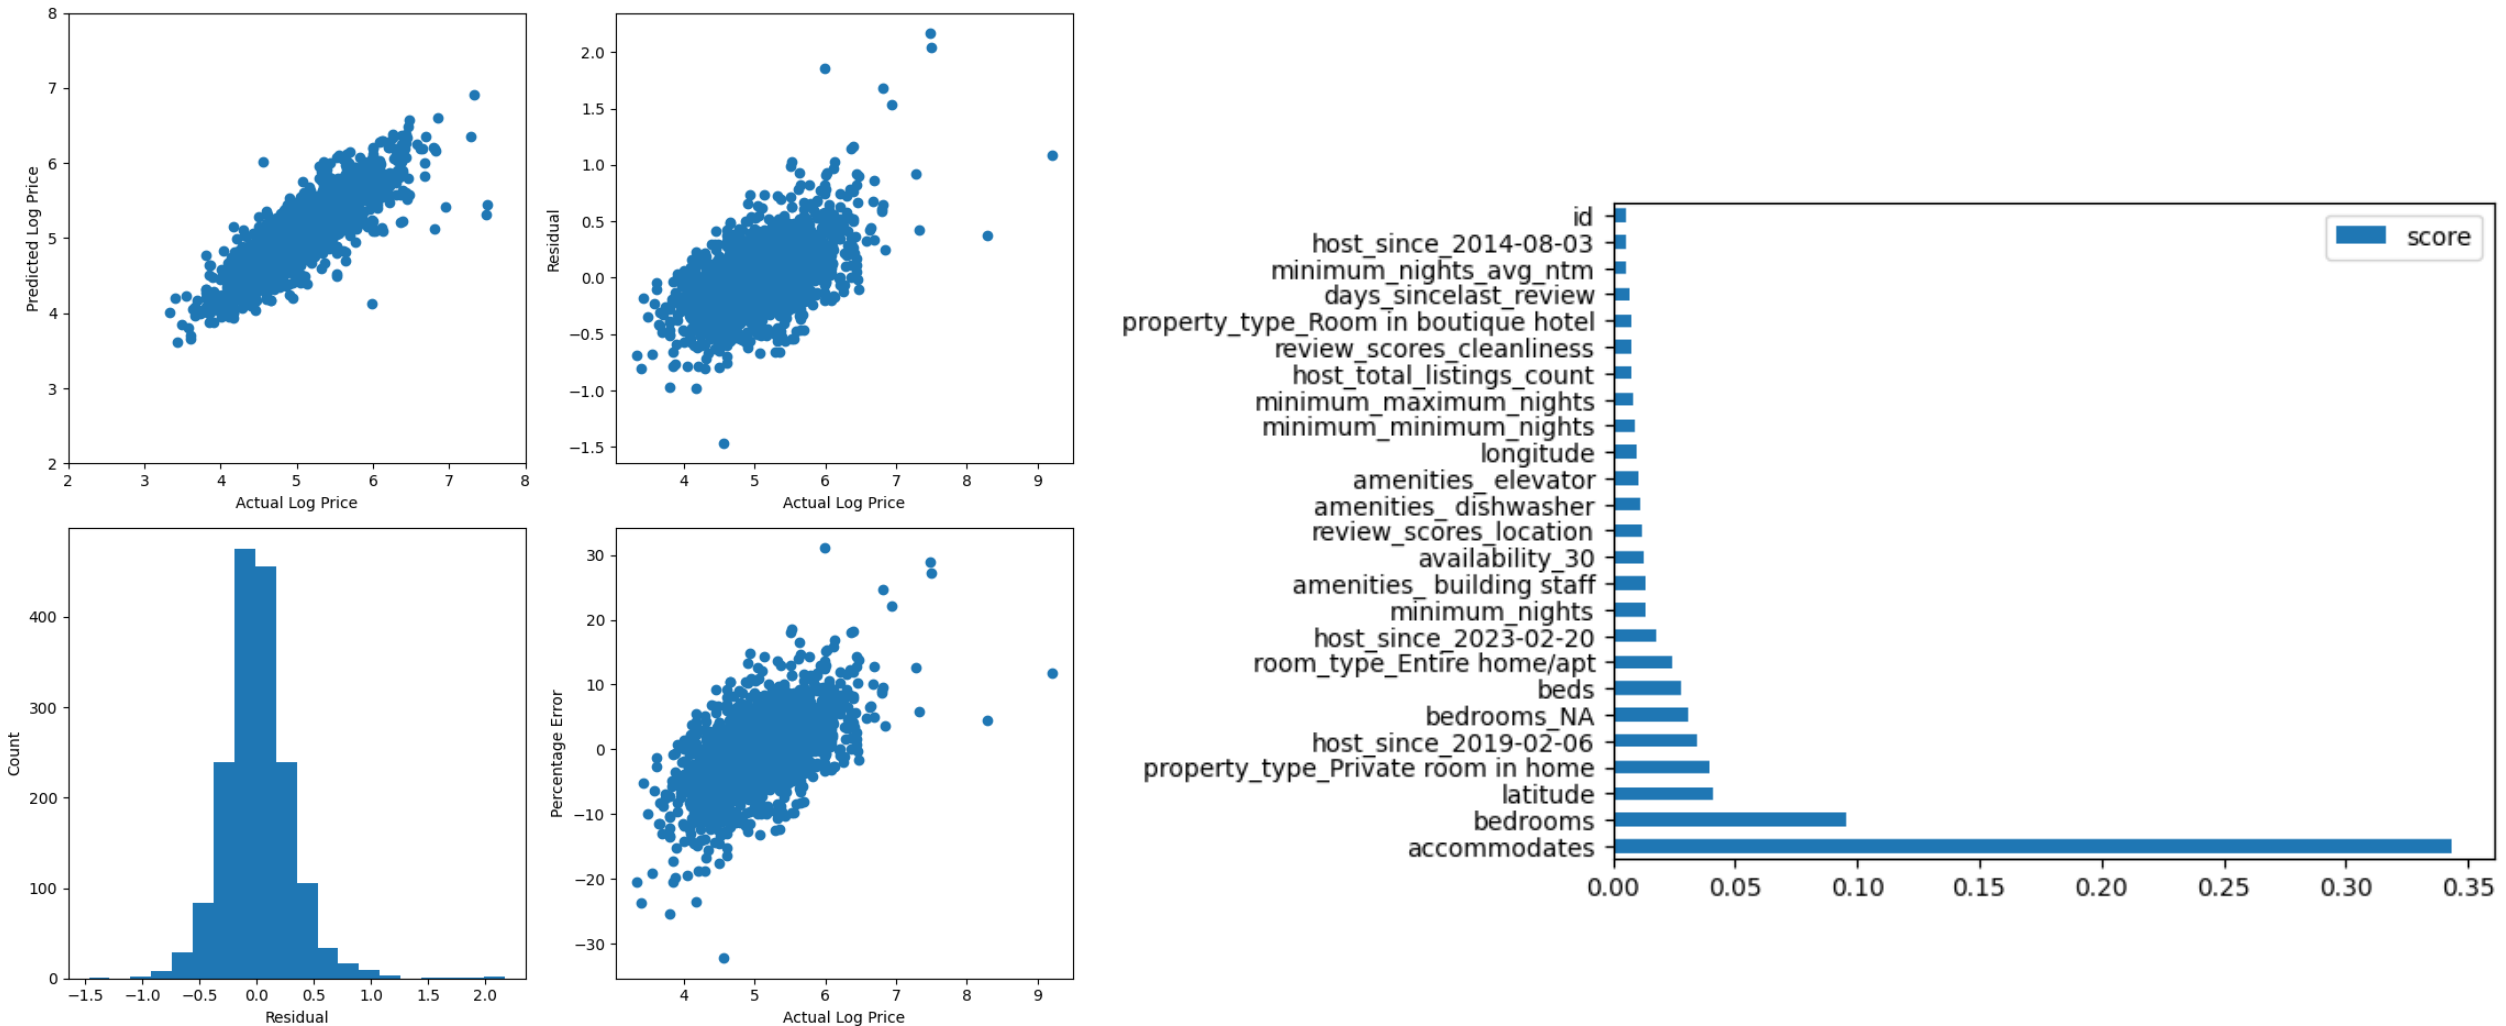 8
7
6
5
4
3
2
Predicted Log Price
2 3 4 5 6 7 8
Actual Log Price
2.0
1.5
1.0
0.5
0.0
−0.5
−1.0
−1.5
Residual
4 5 6 7 8 9
Actual Log Price
400
300
200
100
0
Count
−1.5 −1.0 −0.5 0.0 0.5 1.0 1.5 2.0
Residual
30
20
10
0
−10
−20
−30
Percentage Error
4 5 6 7 8 9
Actual Log Price
score
id
host_since_2014-08-03
minimum_nights_avg_ntm
days_sincelast_review
property_type_Room in boutique hotel
review_scores_cleanliness
host_total_listings_count
minimum_maximum_nights
minimum_minimum_nights
longitude
amenities_ elevator
amenities_ dishwasher
review_scores_location
availability_30
amenities_ building staff
minimum_nights
host_since_2023-02-20
room_type_Entire home/apt
beds
bedrooms_NA
host_since_2019-02-06
property_type_Private room in home
latitude
bedrooms
accommodates
0.00 0.05 0.10 0.15 0.20 0.25 0.30 0.35